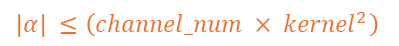 |α| ≤ (channel_num × kernel²)